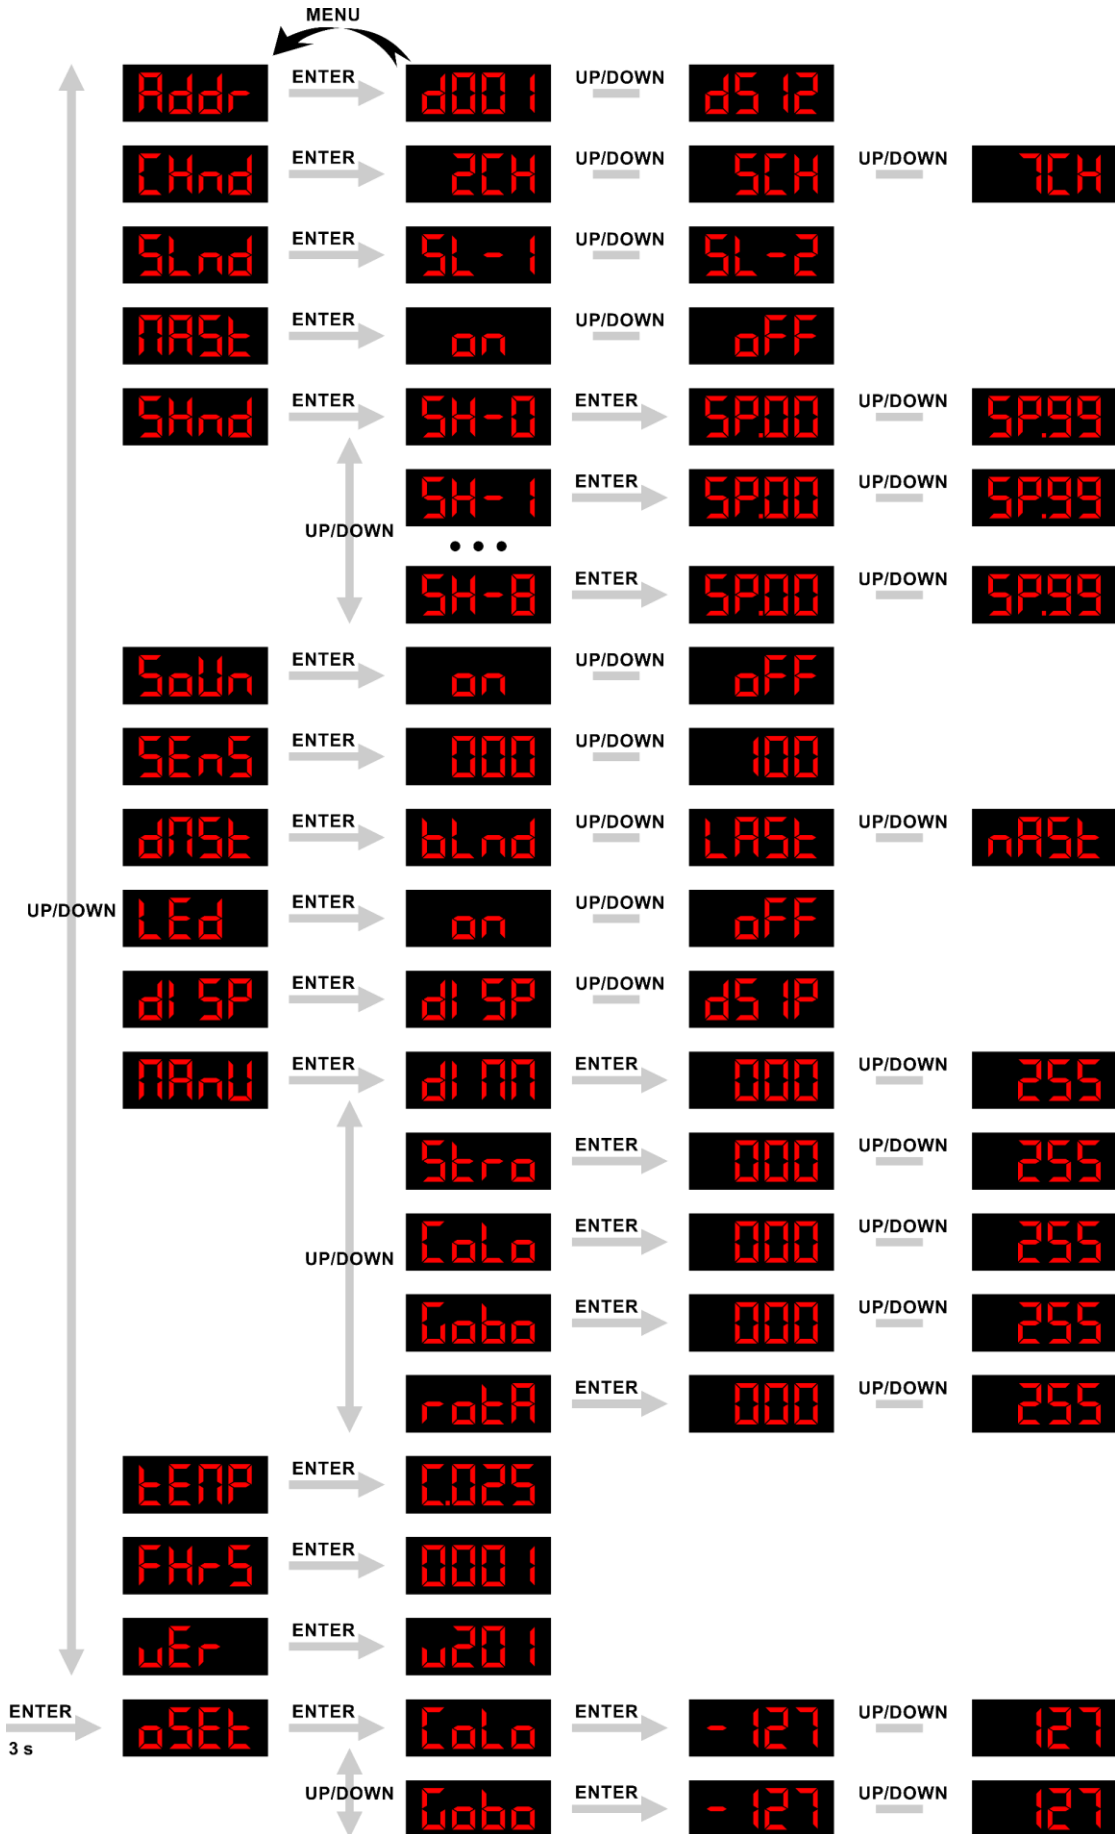 MENU
Addr ENTER d001 UP/DOWN d512
CHnd ENTER 2CH UP/DOWN 5CH UP/DOWN 7CH
SLnd ENTER SL-1 UP/DOWN SL-2
MASt ENTER on UP/DOWN oFF
SHnd ENTER SH-0 ENTER SP.00 UP/DOWN SP.99
SH-1 ENTER SP.00 UP/DOWN SP.99
UP/DOWN
• • •
SH-8 ENTER SP.00 UP/DOWN SP.99
SoUn ENTER on UP/DOWN oFF
SEnS ENTER 000 UP/DOWN 100
dMSt ENTER bLnd UP/DOWN LASt UP/DOWN nASt
UP/DOWN LEd ENTER on UP/DOWN oFF
dISP ENTER dISP UP/DOWN dSIP
MAnU ENTER dIMM ENTER 000 UP/DOWN 255
Stro ENTER 000 UP/DOWN 255
UP/DOWN CoLo ENTER 000 UP/DOWN 255
Gobo ENTER 000 UP/DOWN 255
rotA ENTER 000 UP/DOWN 255
tEMP ENTER C.025
FHrS ENTER 0001
vEr ENTER v201
ENTER 3 s oSEt ENTER CoLo ENTER -127 UP/DOWN 127
UP/DOWN Gobo ENTER -127 UP/DOWN 127